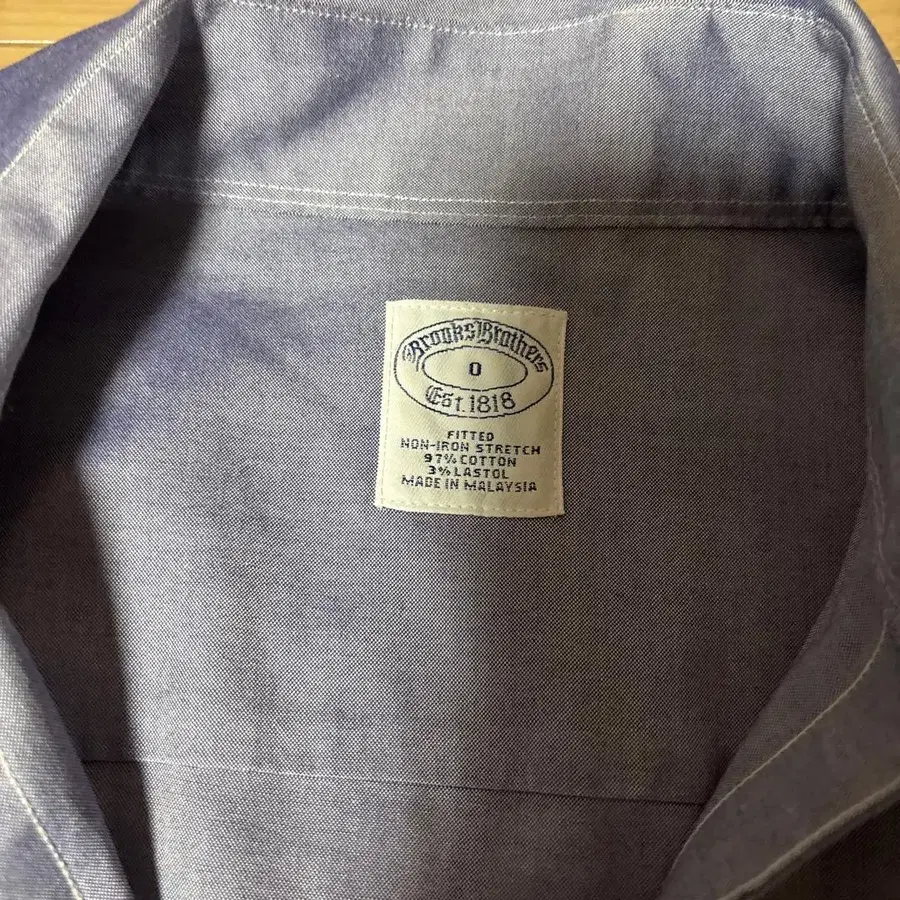 Brooks Brothers
0
Est. 1818
FITTED
NON-IRON STRETCH
97% COTTON
3% LASTOL
MADE IN MALAYSIA